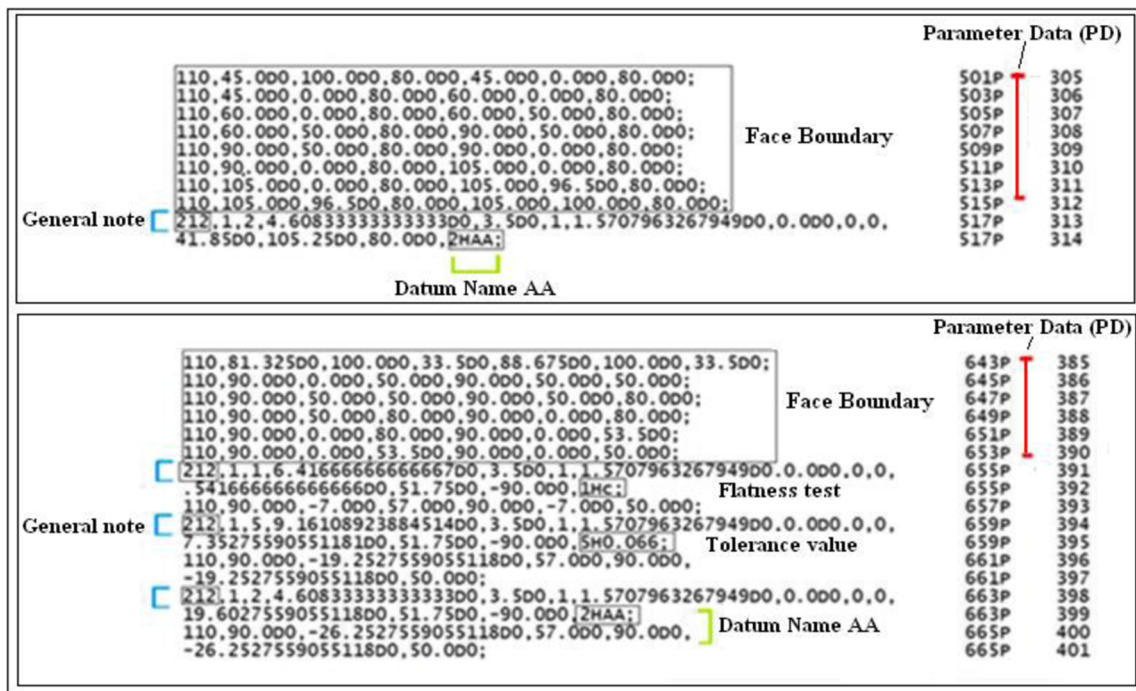 Parameter Data (PD)
110,45.0D0,100.0D0,80.0D0,45.0D0,0.0D0,80.0D0; 501P 305
110,45.0D0,0.0D0,80.0D0,60.0D0,0.0D0,80.0D0; 503P 306
110,60.0D0,0.0D0,80.0D0,60.0D0,50.0D0,80.0D0; 505P 307
110,60.0D0,50.0D0,80.0D0,90.0D0,50.0D0,80.0D0; Face Boundary 507P 308
110,90.0D0,50.0D0,80.0D0,90.0D0,0.0D0,80.0D0; 509P 309
110,90.0D0,0.0D0,80.0D0,105.0D0,0.0D0,80.0D0; 511P 310
110,105.0D0,0.0D0,80.0D0,105.0D0,96.5D0,80.0D0; 513P 311
110,105.0D0,96.5D0,80.0D0,105.0D0,100.0D0,80.0D0; 515P 312
General note 212,1,2,4.60833333333333D0,3.5D0,1,1.5707963267949D0,0.0D0,0,0, 517P 313
41.85D0,105.25D0,80.0D0,2HAA; 517P 314
Datum Name AA
Parameter Data (PD)
110,81.325D0,100.0D0,33.5D0,88.675D0,100.0D0,33.5D0; 643P 385
110,90.0D0,0.0D0,50.0D0,90.0D0,50.0D0,50.0D0; 645P 386
110,90.0D0,50.0D0,50.0D0,90.0D0,50.0D0,80.0D0; 647P 387
110,90.0D0,50.0D0,80.0D0,90.0D0,0.0D0,80.0D0; Face Boundary 649P 388
110,90.0D0,0.0D0,80.0D0,90.0D0,0.0D0,53.5D0; 651P 389
110,90.0D0,0.0D0,53.5D0,90.0D0,0.0D0,50.0D0; 653P 390
212,1,1,6.41666666666667D0,3.5D0,1,1.5707963267949D0,0.0D0,0,0, 655P 391
.541666666666666D0,51.75D0,-90.0D0,1Hc; Flatness test 655P 392
110,90.0D0,-7.0D0,57.0D0,90.0D0,-7.0D0,50.0D0; 657P 393
General note 212,1,5,9.16108923884514D0,3.5D0,1,1.5707963267949D0,0.0D0,0,0, 659P 394
7.35275590551181D0,51.75D0,-90.0D0,5H0.066; Tolerance value 659P 395
110,90.0D0,-19.2527559055118D0,57.0D0,90.0D0, 661P 396
-19.2527559055118D0,50.0D0; 661P 397
212,1,2,4.60833333333333D0,3.5D0,1,1.5707963267949D0,0.0D0,0,0, 663P 398
19.6027559055118D0,51.75D0,-90.0D0,2HAA; 663P 399
110,90.0D0,-26.2527559055118D0,57.0D0,90.0D0, Datum Name AA 665P 400
-26.2527559055118D0,50.0D0; 665P 401